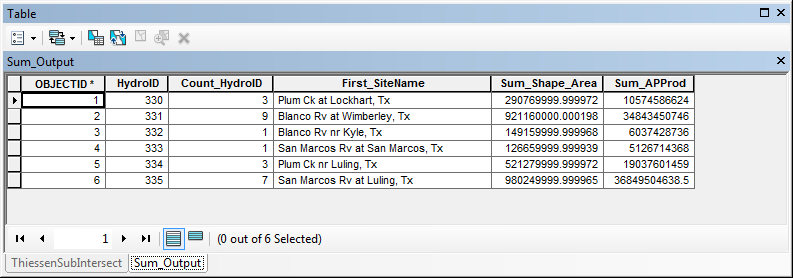 Table
Sum_Output
OBJECTID * HydroID Count_HydroID First_SiteName Sum_Shape_Area Sum_APProd
1 330 3 Plum Ck at Lockhart, Tx 290769999.999972 10574586624
2 331 9 Blanco Rv at Wimberley, Tx 921160000.000198 34843450746
3 332 1 Blanco Rv nr Kyle, Tx 149159999.999968 6037428736
4 333 1 San Marcos Rv at San Marcos, Tx 126659999.999939 5126714368
5 334 3 Plum Ck nr Luling, Tx 521279999.999972 19037601459
6 335 7 San Marcos Rv at Luling, Tx 980249999.999965 36849504638.5
1 (0 out of 6 Selected)
ThiessenSubIntersect Sum_Output